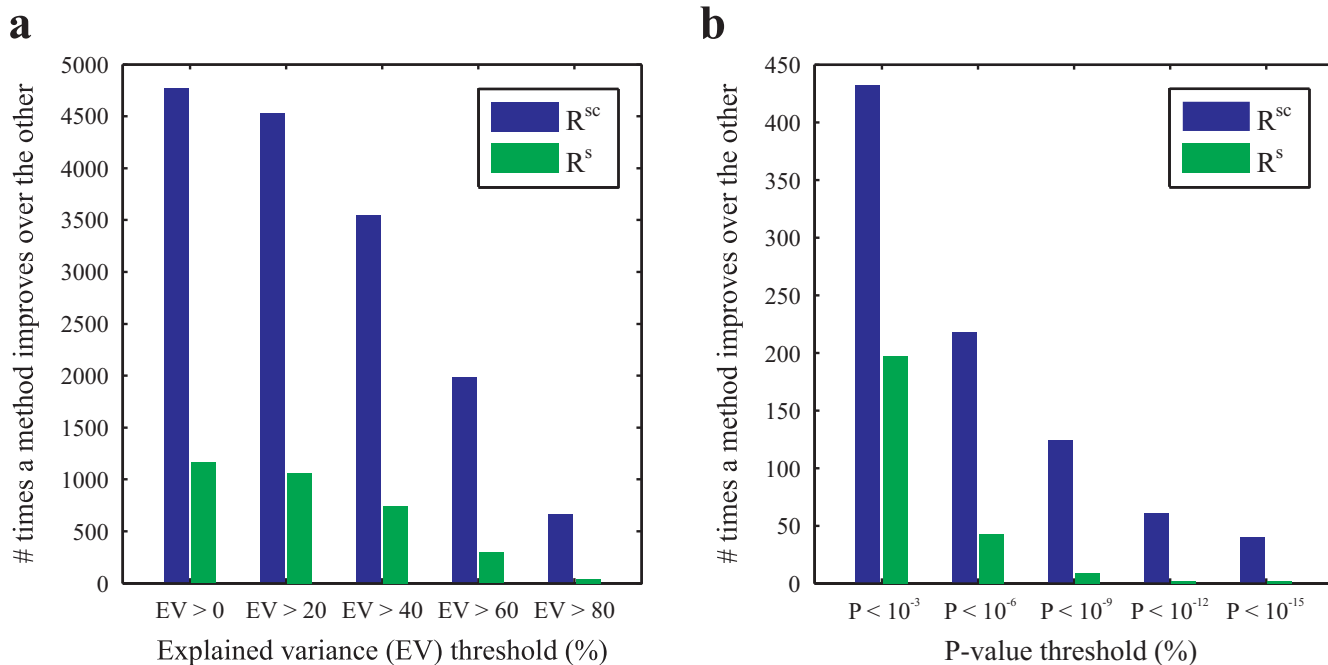 a
# times a method improves over the other
5000
4500
4000
3500
3000
2500
2000
1500
1000
500
0
R^sc
R^s
EV > 0 EV > 20 EV > 40 EV > 60 EV > 80
Explained variance (EV) threshold (%)
b
# times a method improves over the other
450
400
350
300
250
200
150
100
50
0
R^sc
R^s
P < 10^-3 P < 10^-6 P < 10^-9 P < 10^-12 P < 10^-15
P-value threshold (%)